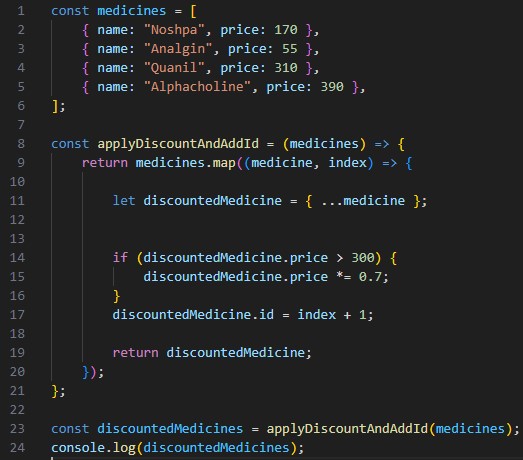 1 const medicines = [
2     { name: "Noshpa", price: 170 },
3     { name: "Analgin", price: 55 },
4     { name: "Quanil", price: 310 },
5     { name: "Alphacholine", price: 390 },
6 ];
7
8 const applyDiscountAndAddId = (medicines) => {
9     return medicines.map((medicine, index) => {
10
11         let discountedMedicine = { ...medicine };
12
13
14         if (discountedMedicine.price > 300) {
15             discountedMedicine.price *= 0.7;
16         }
17         discountedMedicine.id = index + 1;
18
19         return discountedMedicine;
20     });
21 };
22
23 const discountedMedicines = applyDiscountAndAddId(medicines);
24 console.log(discountedMedicines);